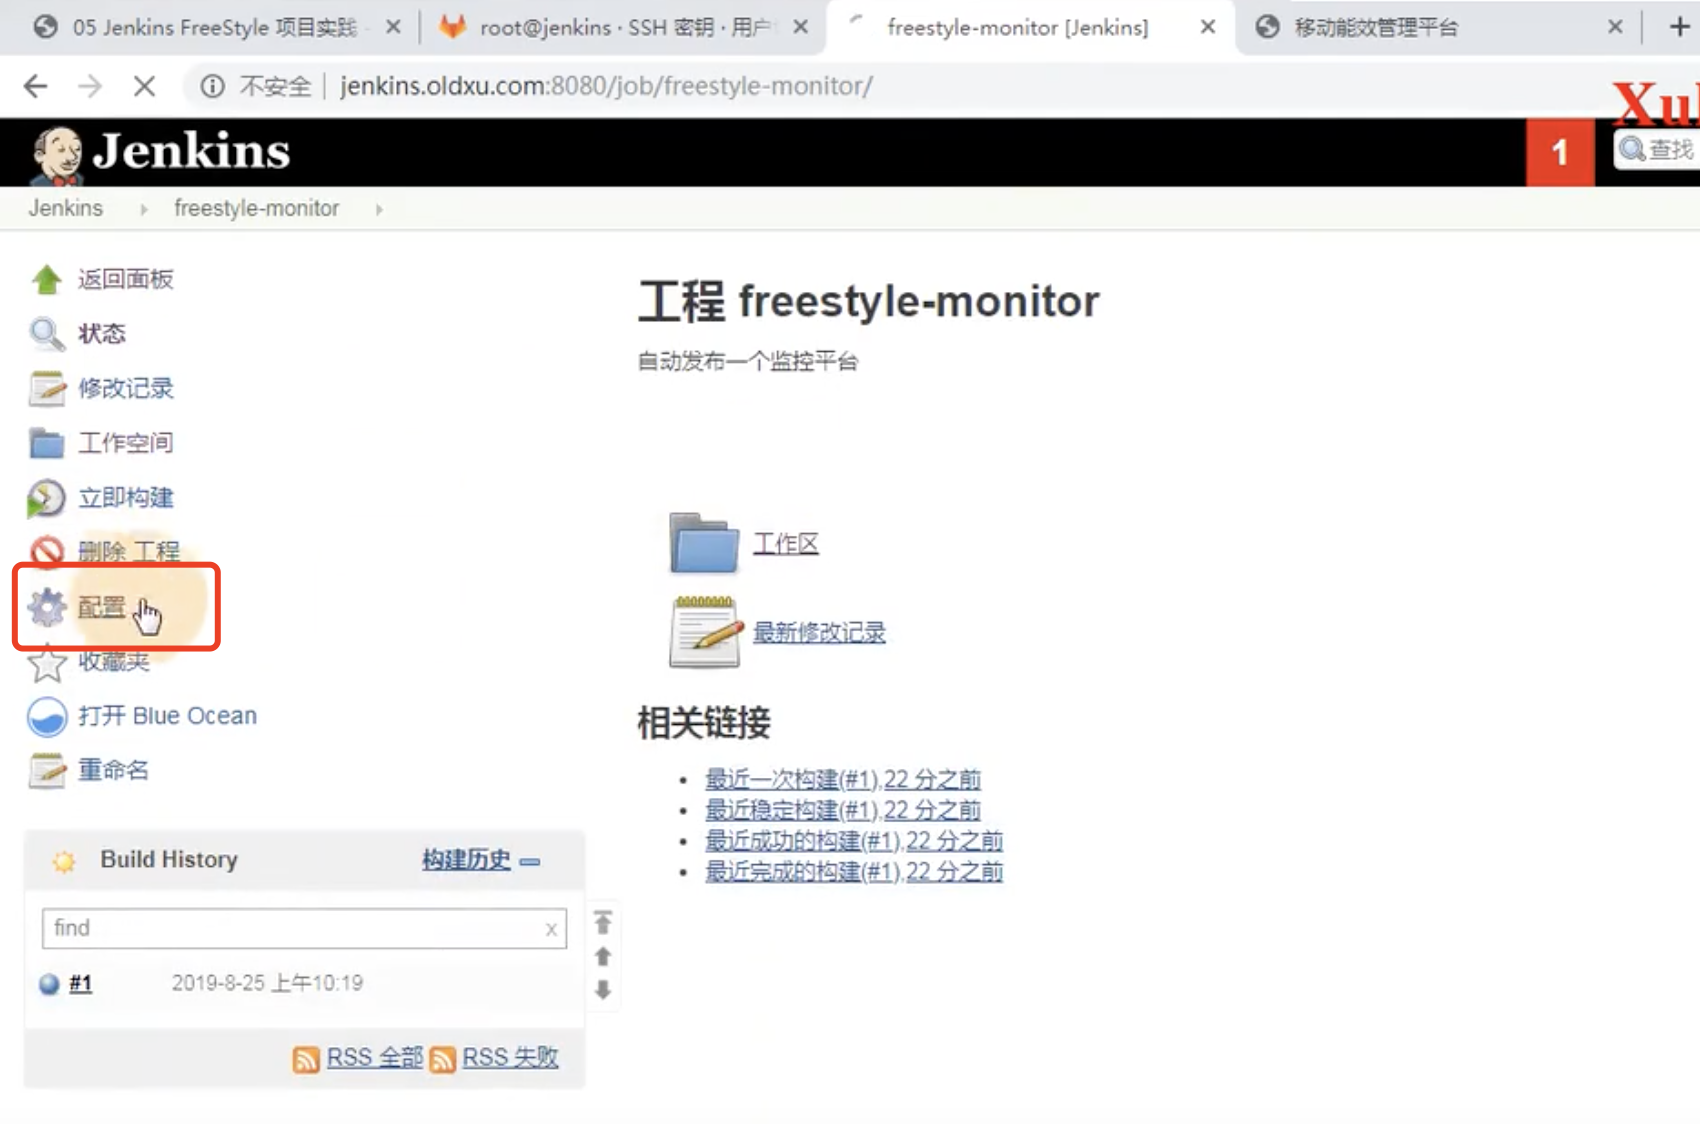 05 Jenkins FreeStyle 项目实践
root@jenkins · SSH 密钥 · 用户
freestyle-monitor [Jenkins]
移动能效管理平台
不安全
jenkins.oldxu.com:8080/job/freestyle-monitor/
Jenkins
1
查找
Jenkins
freestyle-monitor
返回面板
状态
修改记录
工作空间
立即构建
删除 工程
配置
收藏夹
打开 Blue Ocean
重命名
工程 freestyle-monitor
自动发布一个监控平台
工作区
最新修改记录
相关链接
最近一次构建(#1),22 分之前
最近稳定构建(#1),22 分之前
最近成功的构建(#1),22 分之前
最近完成的构建(#1),22 分之前
Build History
构建历史
find
x
#1
2019-8-25 上午10:19
RSS 全部
RSS 失败